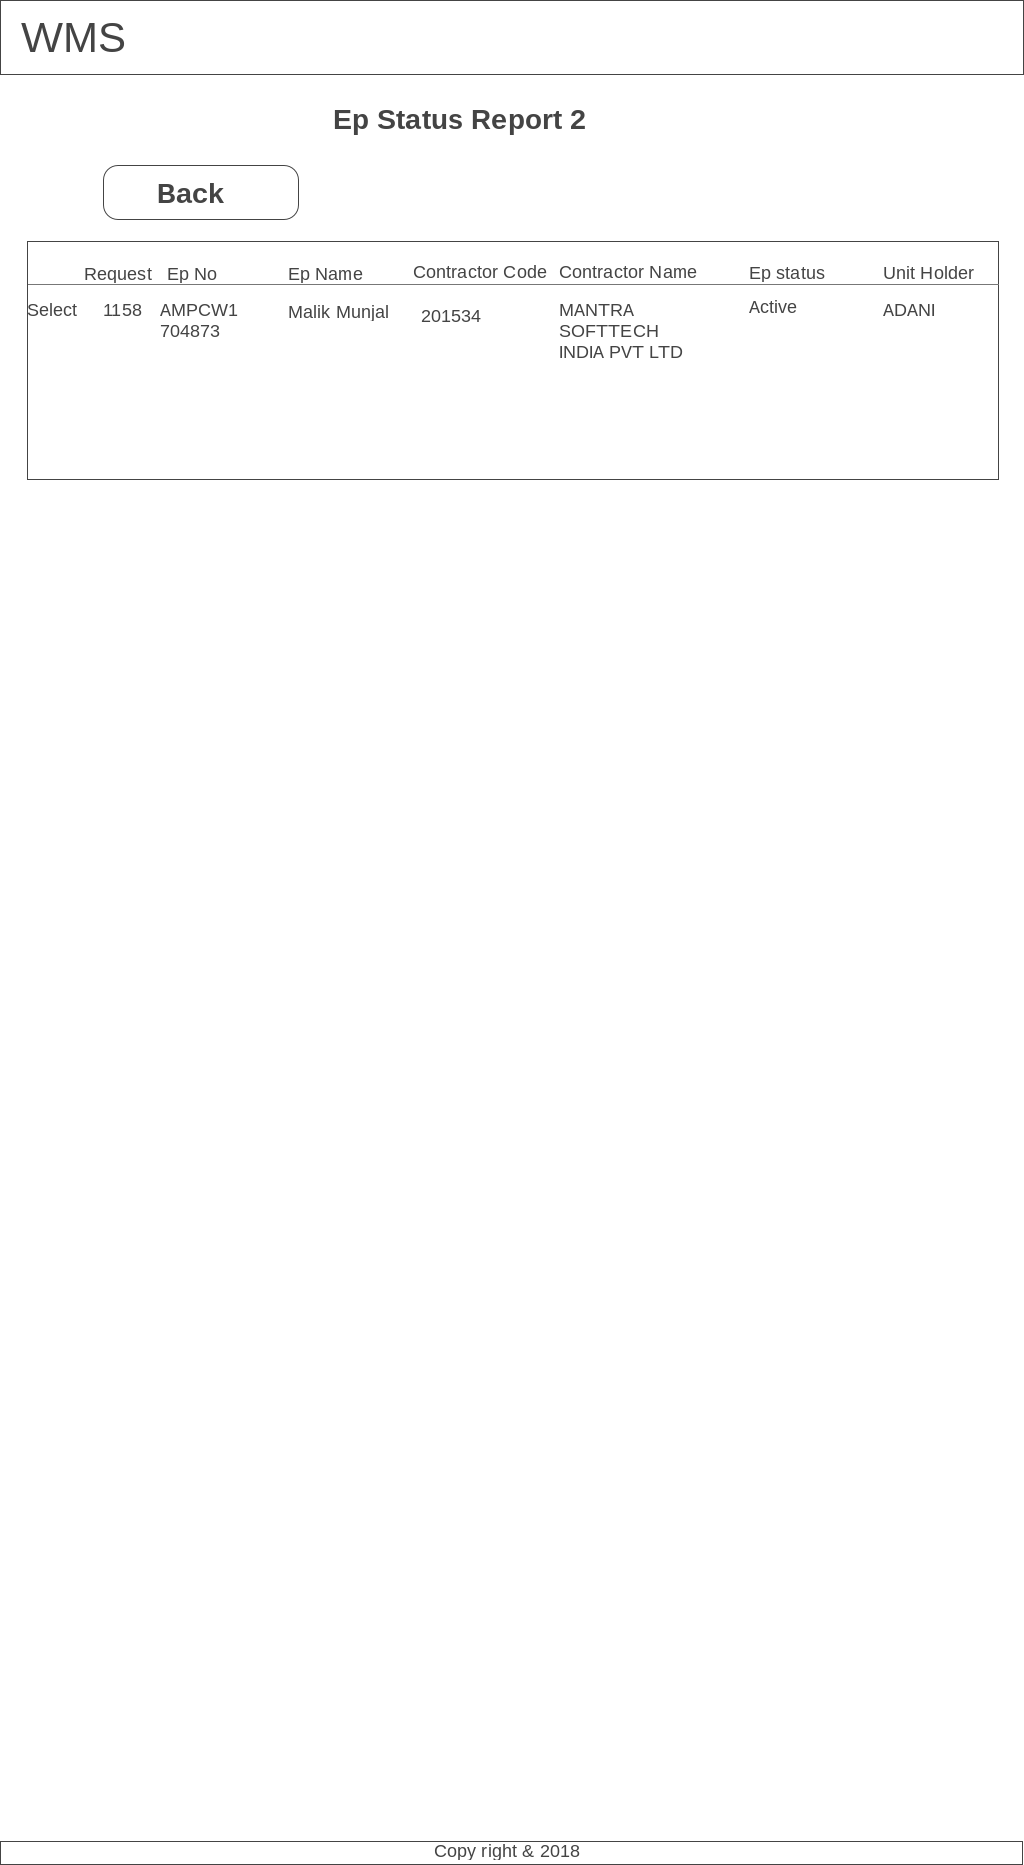 WMS
Ep Status Report 2
Back
Request Ep No Ep Name Contractor Code Contractor Name Ep status Unit Holder
Select 1158 AMPCW1 Malik Munjal 201534 MANTRA Active ADANI
704873 SOFTTECH
INDIA PVT LTD
Copy right & 2018